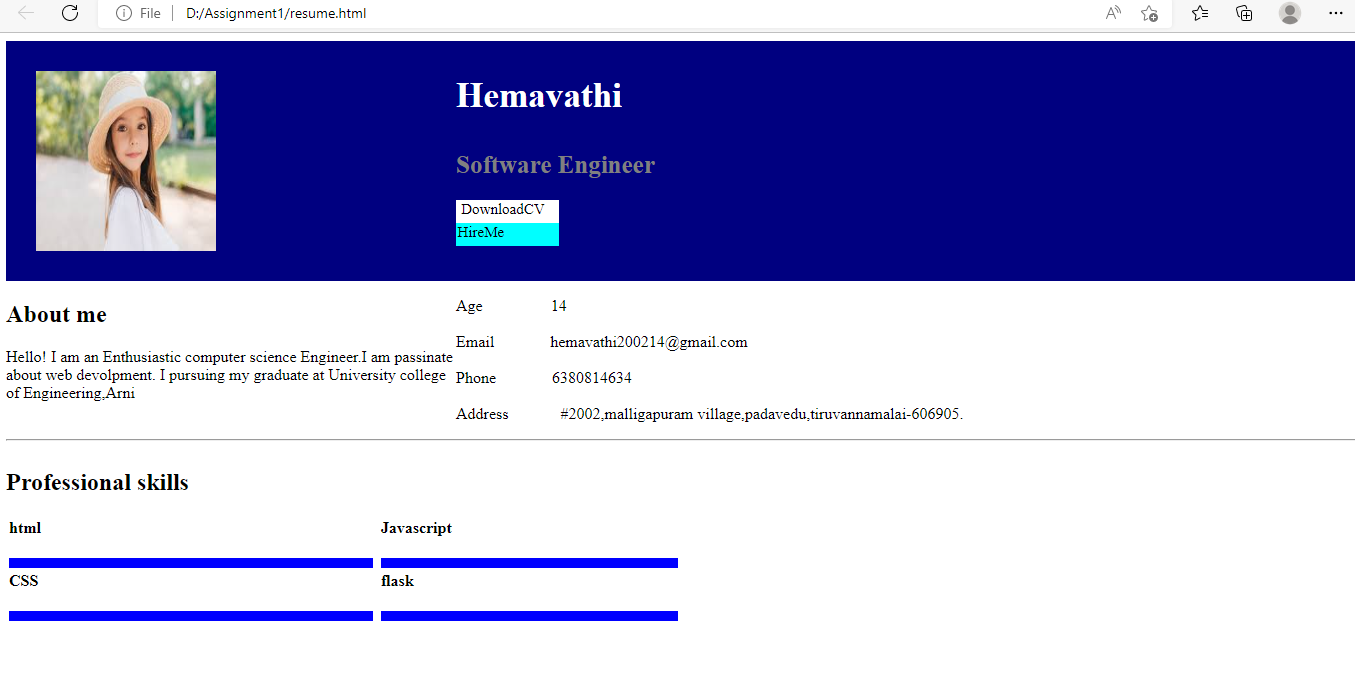 File D:/Assignment1/resume.html
Hemavathi
Software Engineer
DownloadCV
HireMe
About me
Hello! I am an Enthusiastic computer science Engineer.I am passinate
about web devolpment. I pursuing my graduate at University college
of Engineering,Arni
Age 14
Email hemavathi200214@gmail.com
Phone 6380814634
Address #2002,malligapuram village,padavedu,tiruvannamalai-606905.
Professional skills
html Javascript
CSS flask